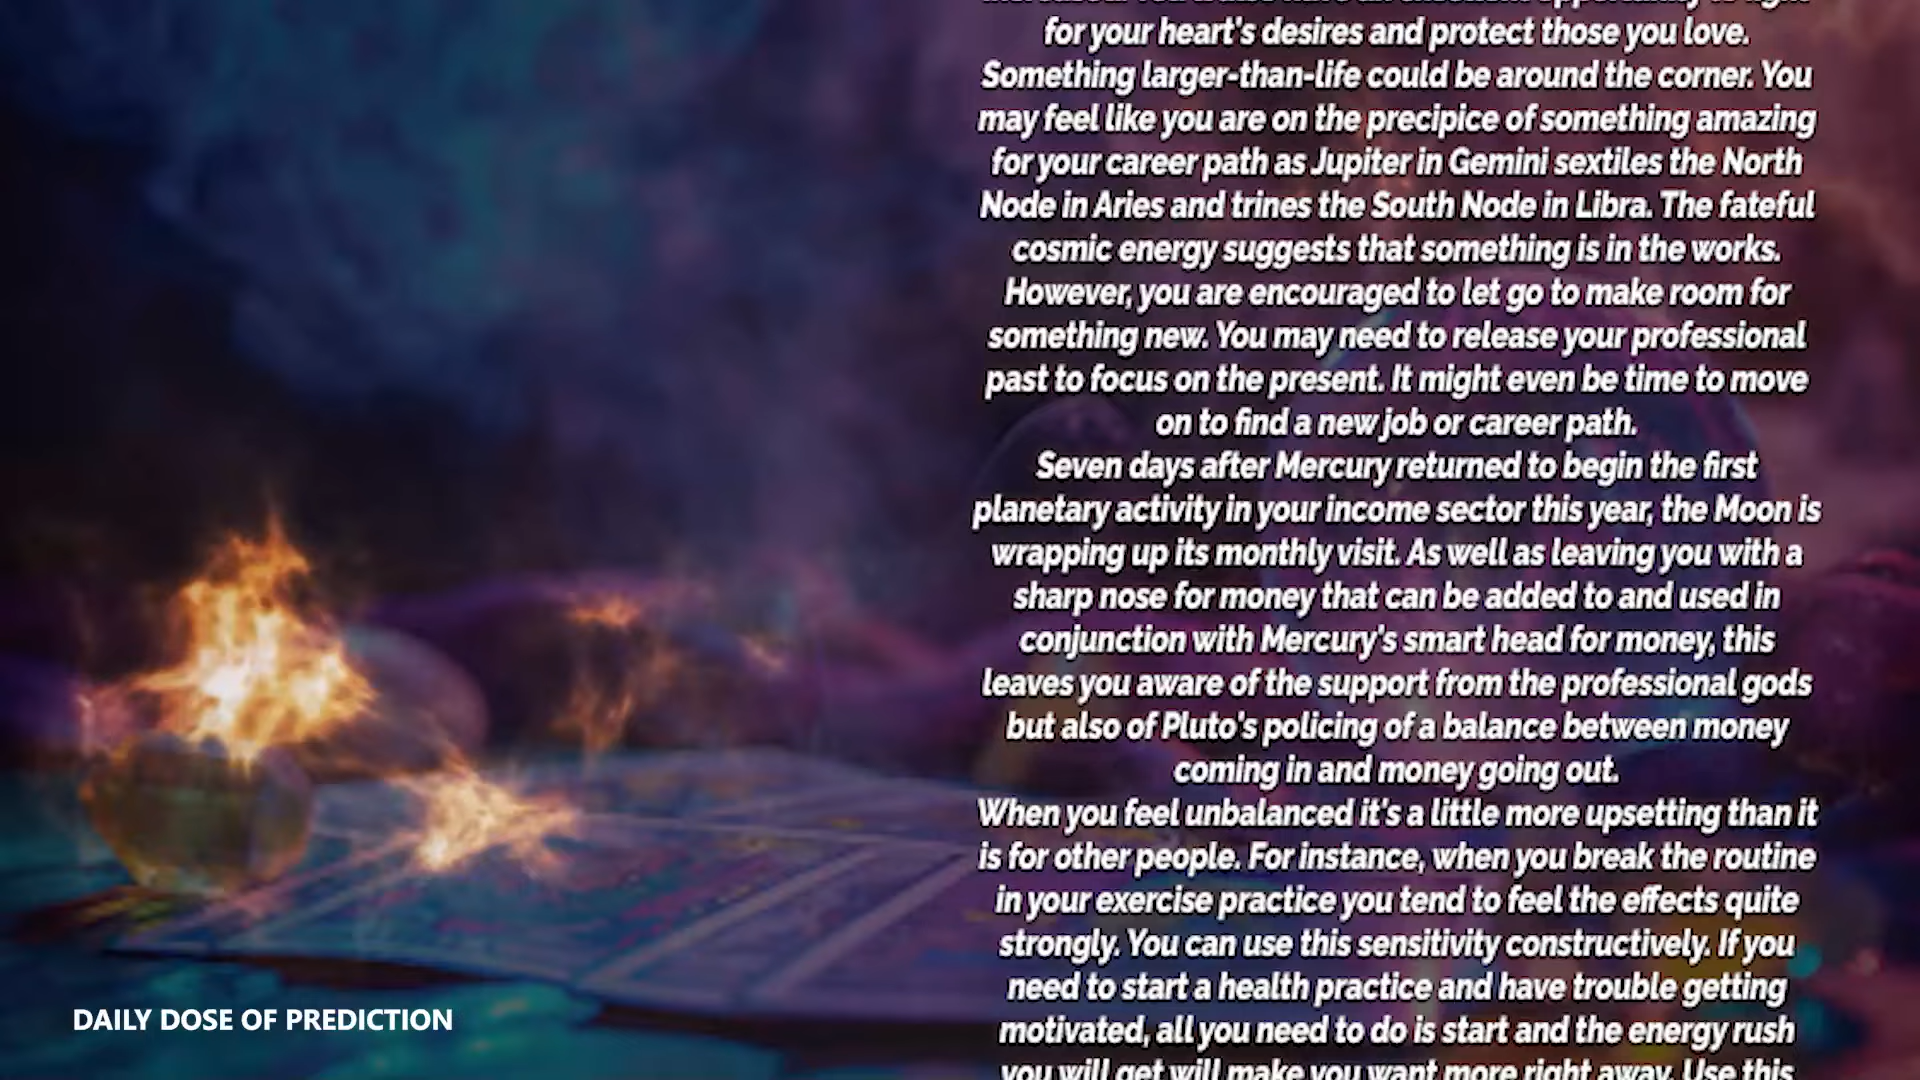 for your heart's desires and protect those you love.
Something larger-than-life could be around the corner. You
may feel like you are on the precipice of something amazing
for your career path as Jupiter in Gemini sextiles the North
Node in Aries and trines the South Node in Libra. The fateful
cosmic energy suggests that something is in the works.
However, you are encouraged to let go to make room for
something new. You may need to release your professional
past to focus on the present. It might even be time to move
on to find a new job or career path.
Seven days after Mercury returned to begin the first
planetary activity in your income sector this year, the Moon is
wrapping up its monthly visit. As well as leaving you with a
sharp nose for money that can be added to and used in
conjunction with Mercury's smart head for money, this
leaves you aware of the support from the professional gods
but also of Pluto's policing of a balance between money
coming in and money going out.
When you feel unbalanced it's a little more upsetting than it
is for other people. For instance, when you break the routine
in your exercise practice you tend to feel the effects quite
strongly. You can use this sensitivity constructively. If you
need to start a health practice and have trouble getting
motivated, all you need to do is start and the energy rush
you will get will make you want more right away. Use this
DAILY DOSE OF PREDICTION